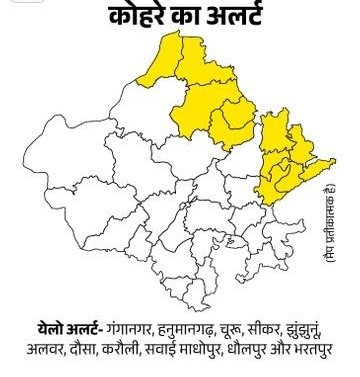 कोहरे का अलर्ट
(मैप प्रतीकात्मक है)
येलो अलर्ट- गंगानगर, हनुमानगढ़, चूरू, सीकर, झुंझुनूं,
अलवर, दौसा, करौली, सवाई माधोपुर, धौलपुर और भरतपुर